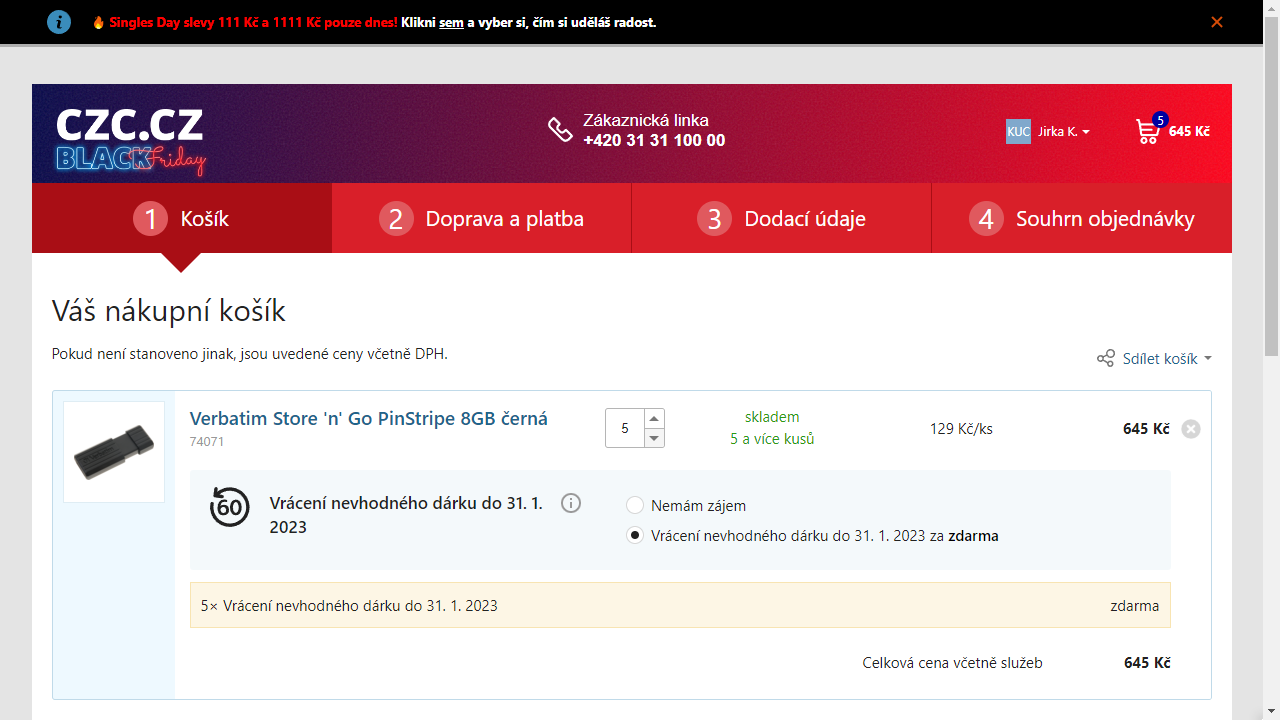 🔥 Singles Day slevy 111 Kč a 1111 Kč pouze dnes! Klikni sem a vyber si, čím si uděláš radost.
CZC.CZ
BLACK Friday
Zákaznická linka
+420 31 31 100 00
KUC Jirka K.
5
645 Kč
1 Košík
2 Doprava a platba
3 Dodací údaje
4 Souhrn objednávky
Váš nákupní košík
Pokud není stanoveno jinak, jsou uvedené ceny včetně DPH.
Sdílet košík
Verbatim Store 'n' Go PinStripe 8GB černá
74071
5
skladem
5 a více kusů
129 Kč/ks
645 Kč
60
Vrácení nevhodného dárku do 31. 1.
2023
Nemám zájem
Vrácení nevhodného dárku do 31. 1. 2023 za zdarma
5× Vrácení nevhodného dárku do 31. 1. 2023
zdarma
Celková cena včetně služeb
645 Kč